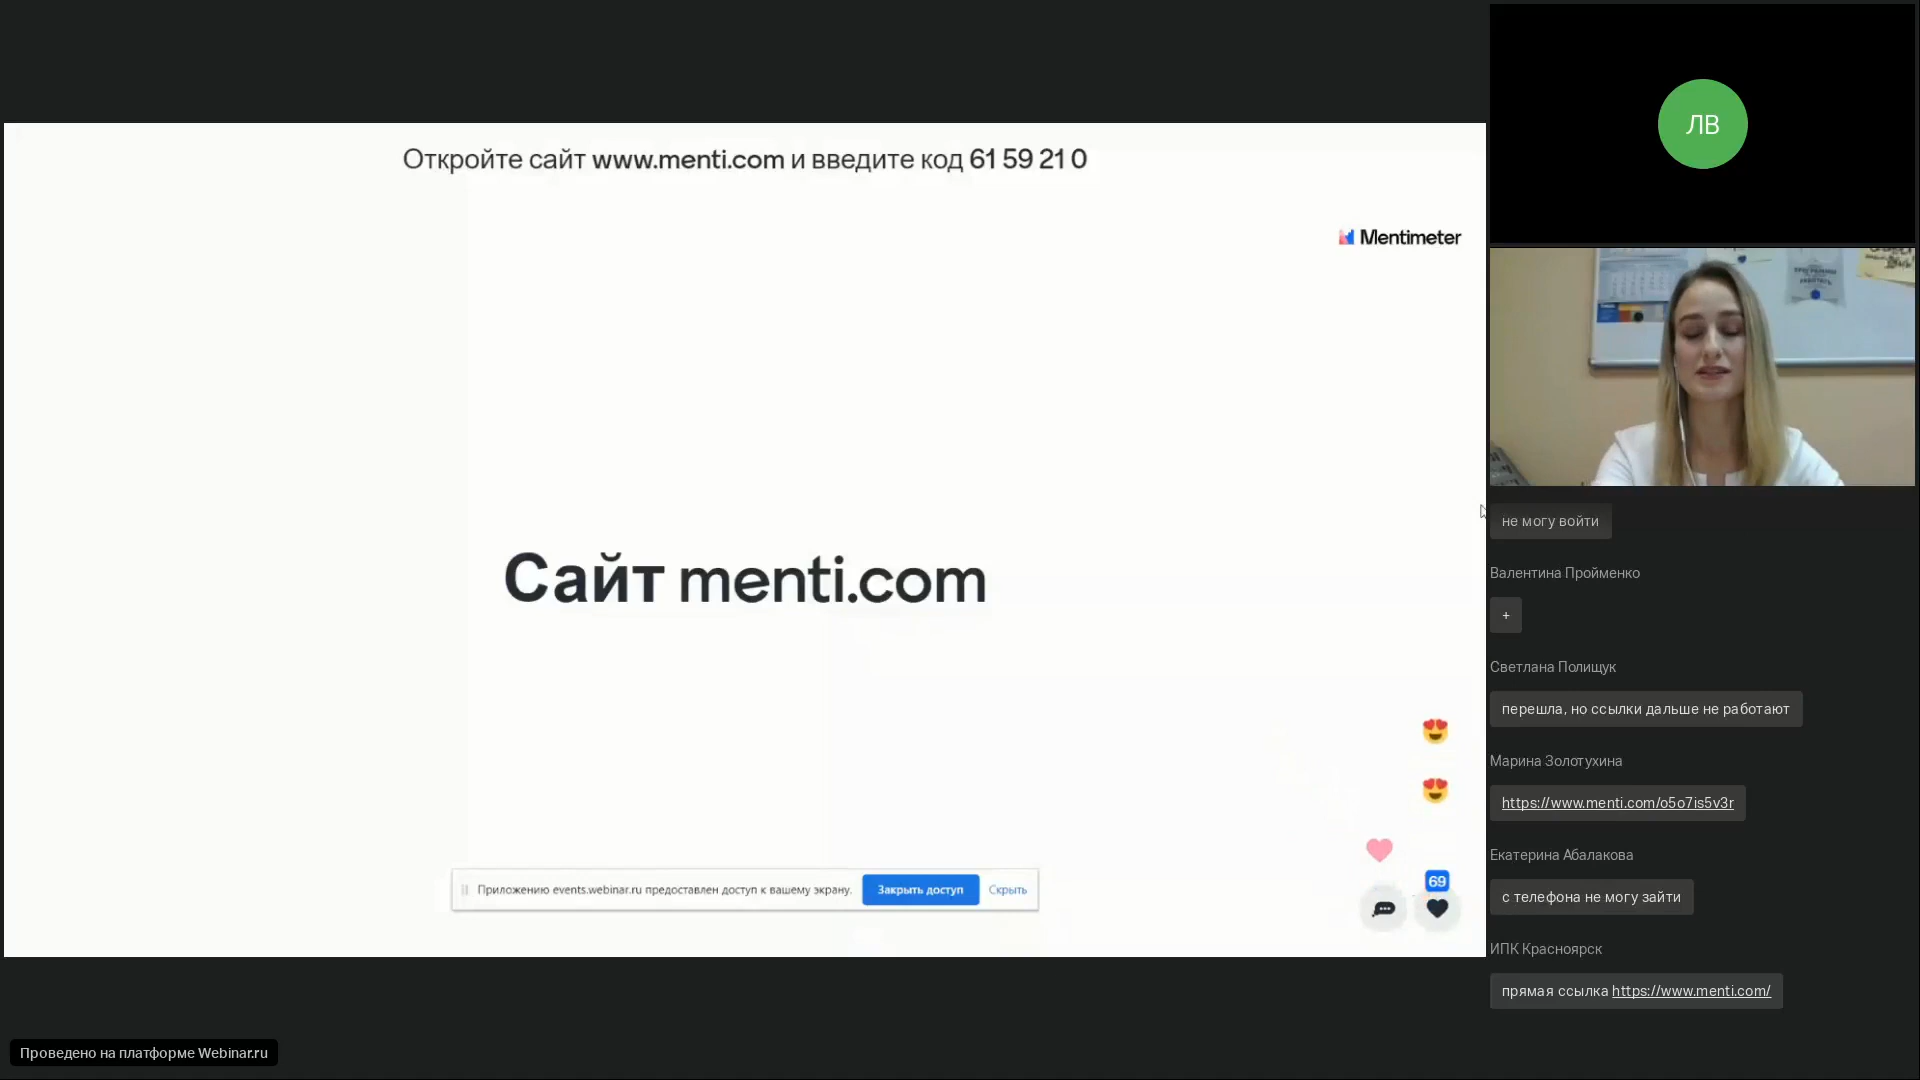 Откройте сайт www.menti.com и введите код 61 59 21 0
Mentimeter
Сайт menti.com
69
Приложению events.webinar.ru предоставлен доступ к вашему экрану.
Закрыть доступ
Скрыть
Проведено на платформе Webinar.ru
ЛВ
не могу войти
Валентина Пройменко
+
Светлана Полищук
перешла, но ссылки дальше не работают
Марина Золотухина
https://www.menti.com/o5o7is5v3r
Екатерина Абалакова
с телефона не могу зайти
ИПК Красноярск
прямая ссылка https://www.menti.com/